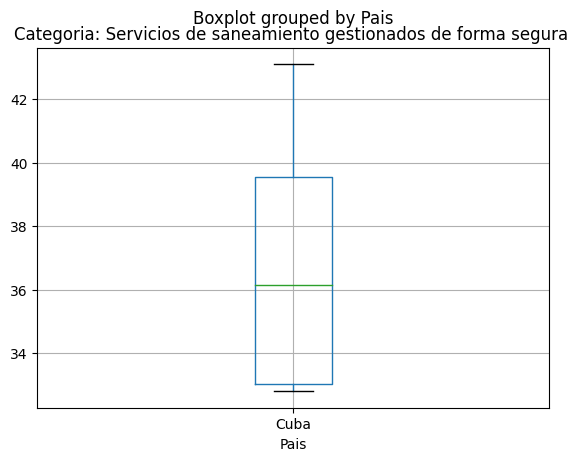 Boxplot grouped by Pais
Categoria: Servicios de saneamiento gestionados de forma segura
42
40
38
36
34
Cuba
Pais